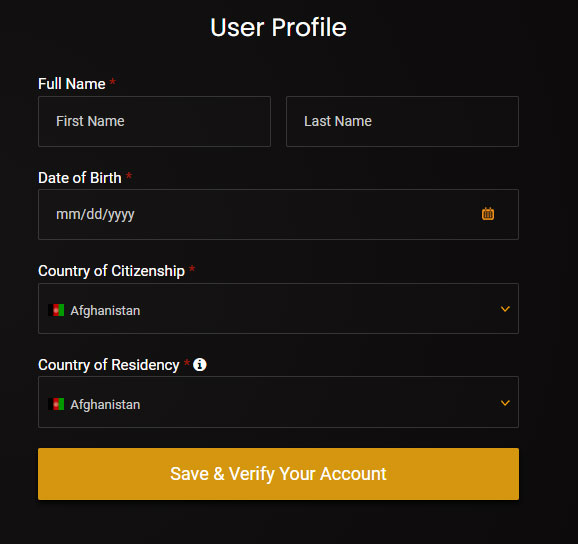 User Profile
Full Name *
First Name Last Name
Date of Birth *
mm/dd/yyyy
Country of Citizenship *
Afghanistan
Country of Residency *
Afghanistan
Save & Verify Your Account